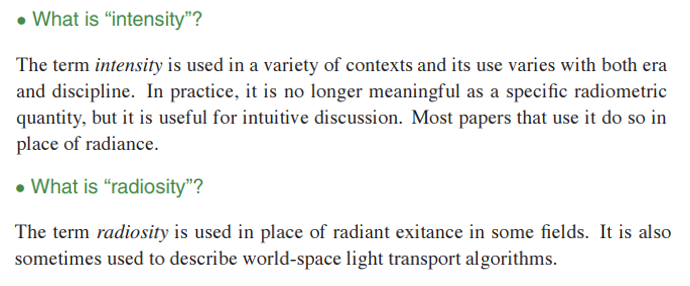 • What is “intensity”?
The term intensity is used in a variety of contexts and its use varies with both era
and discipline. In practice, it is no longer meaningful as a specific radiometric
quantity, but it is useful for intuitive discussion. Most papers that use it do so in
place of radiance.
• What is “radiosity”?
The term radiosity is used in place of radiant exitance in some fields. It is also
sometimes used to describe world-space light transport algorithms.